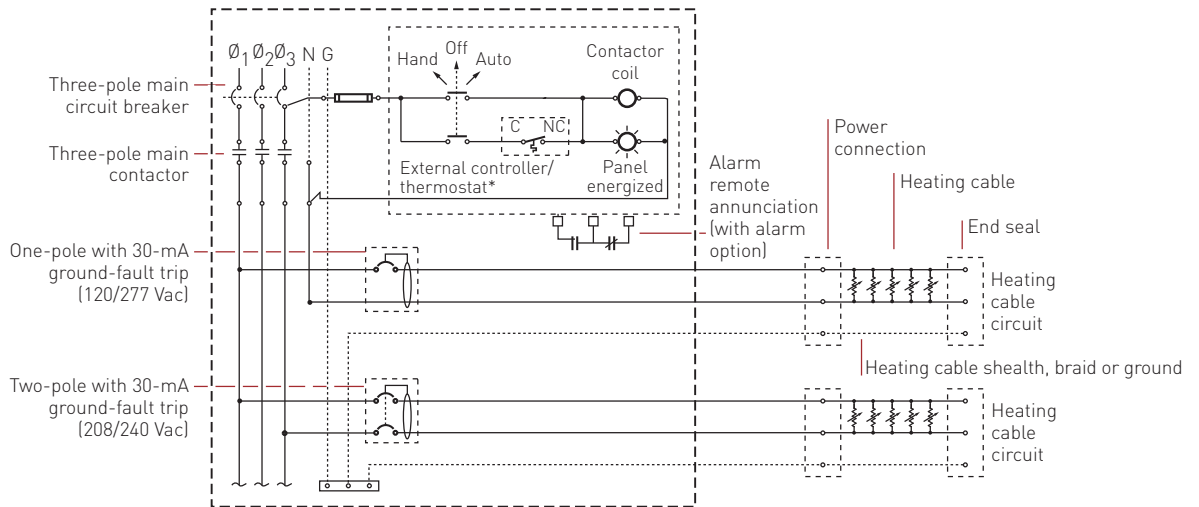 Ø1 Ø2 Ø3 N G
Three-pole main
circuit breaker
Three-pole main
contactor
Hand
Off
Auto
Contactor
coil
C NC
External controller/
thermostat*
Panel
energized
Alarm
remote
annunciation
(with alarm
option)
Power
connection
Heating cable
End seal
One-pole with 30-mA
ground-fault trip
(120/277 Vac)
Heating
cable
circuit
Heating cable shealth, braid or ground
Two-pole with 30-mA
ground-fault trip
(208/240 Vac)
Heating
cable
circuit